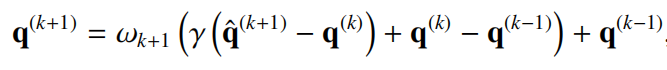 q^(k+1) = ω_{k+1} (γ (q̂^(k+1) − q^(k)) + q^(k) − q^(k−1)) + q^(k−1),